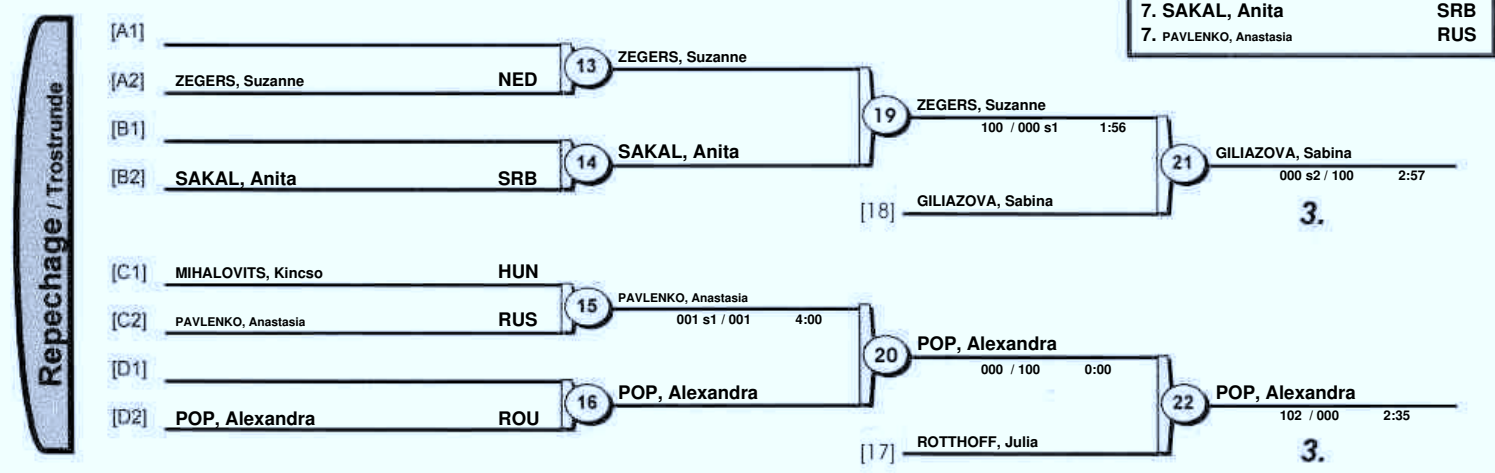 7. SAKAL, Anita SRB
7. PAVLENKO, Anastasia RUS
Repechage / Trostrunde
[A1]
[A2] ZEGERS, Suzanne NED
13 ZEGERS, Suzanne
[B1]
[B2] SAKAL, Anita SRB
14 SAKAL, Anita
19 ZEGERS, Suzanne
100 / 000 s1 1:56
[18] GILIAZOVA, Sabina
21 GILIAZOVA, Sabina
000 s2 / 100 2:57
3.
[C1] MIHALOVITS, Kincso HUN
[C2] PAVLENKO, Anastasia RUS
15 PAVLENKO, Anastasia
001 s1 / 001 4:00
[D1]
[D2] POP, Alexandra ROU
16 POP, Alexandra
20 POP, Alexandra
000 / 100 0:00
[17] ROTTHOFF, Julia
22 POP, Alexandra
102 / 000 2:35
3.